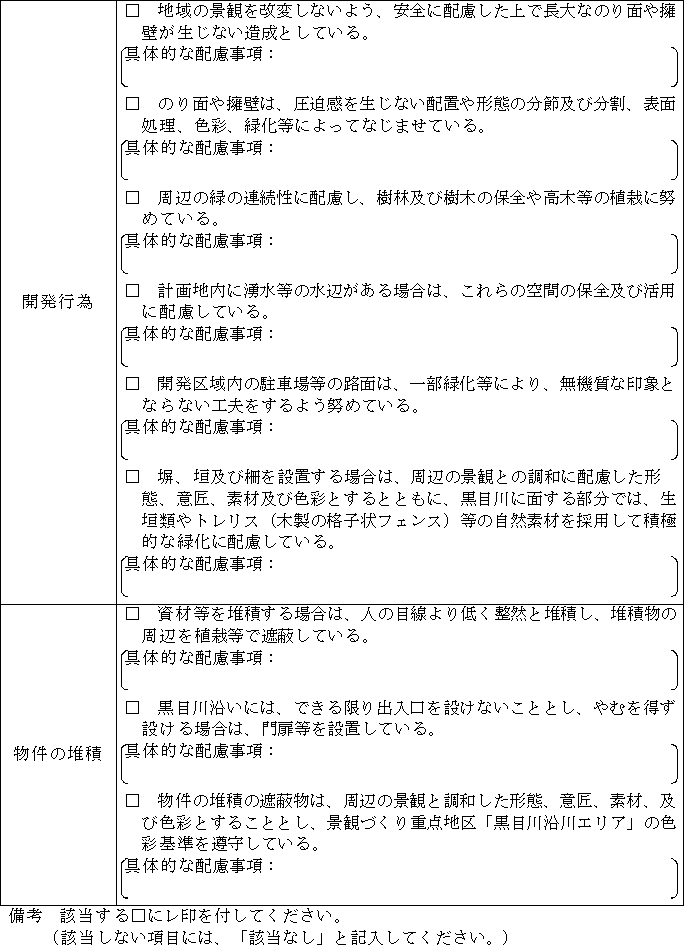 開発行為
□　地域の景観を改変しないよう、安全に配慮した上で長大なのり面や擁
壁が生じない造成としている。
具体的な配慮事項：
□　のり面や擁壁は、圧迫感を生じない配置や形態の分節及び分割、表面
処理、色彩、緑化等によってなじませている。
具体的な配慮事項：
□　周辺の緑の連続性に配慮し、樹林及び樹木の保全や高木等の植栽に努
めている。
具体的な配慮事項：
□　計画地内に湧水等の水辺がある場合は、これらの空間の保全及び活用
に配慮している。
具体的な配慮事項：
□　開発区域内の駐車場等の路面は、一部緑化等により、無機質な印象と
ならない工夫をするよう努めている。
具体的な配慮事項：
□　塀、垣及び柵を設置する場合は、周辺の景観との調和に配慮した形
態、意匠、素材及び色彩とするとともに、黒目川に面する部分では、生
垣類やトレリス（木製の格子状フェンス）等の自然素材を採用して積極
的な緑化に配慮している。
具体的な配慮事項：
物件の堆積
□　資材等を堆積する場合は、人の目線より低く整然と堆積し、堆積物の
周辺を植栽等で遮蔽している。
具体的な配慮事項：
□　黒目川沿いには、できる限り出入口を設けないこととし、やむを得ず
設ける場合は、門扉等を設置している。
具体的な配慮事項：
□　物件の堆積の遮蔽物は、周辺の景観と調和した形態、意匠、素材、及
び色彩とすることとし、景観づくり重点地区「黒目川沿川エリア」の色
彩基準を遵守している。
具体的な配慮事項：
備考　該当する□にレ印を付してください。
（該当しない項目には、「該当なし」と記入してください。）